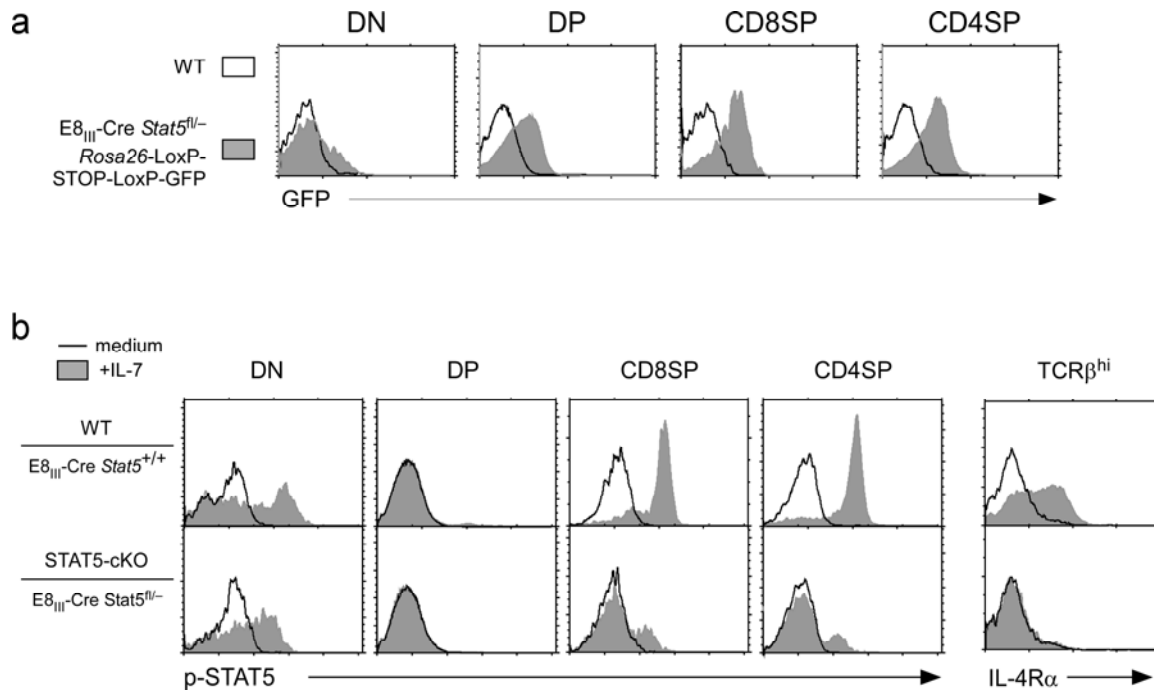 a
DN DP CD8SP CD4SP
WT
E8III-Cre Stat5fl/–
Rosa26-LoxP-
STOP-LoxP-GFP
GFP
b
medium
+IL-7
DN DP CD8SP CD4SP TCRβhi
WT
E8III-Cre Stat5+/+
STAT5-cKO
E8III-Cre Stat5fl/–
p-STAT5 IL-4Rα